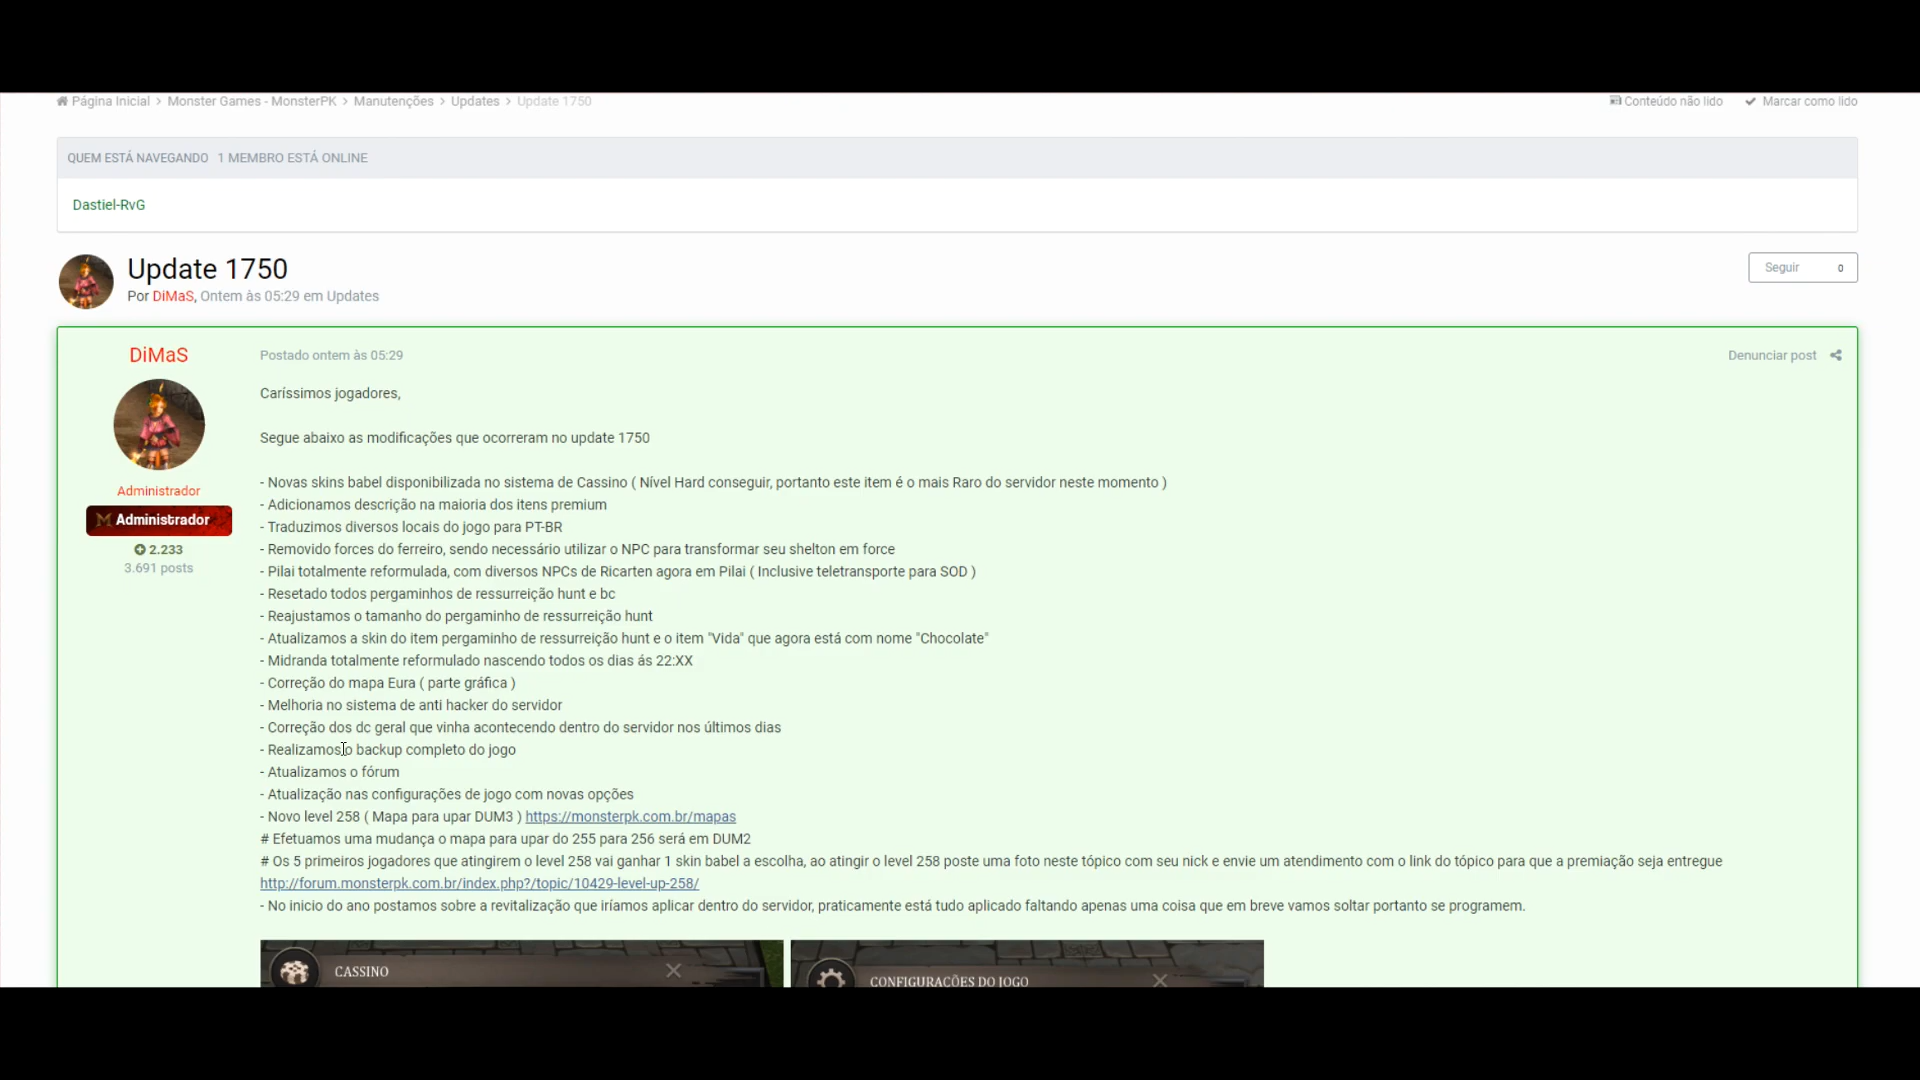 Página Inicial > Monster Games - MonsterPK > Manutenções > Updates > Update 1750
Conteúdo não lido
Marcar como lido
QUEM ESTÁ NAVEGANDO 1 MEMBRO ESTÁ ONLINE
Dastiel-RvG
Update 1750
Por DiMaS, Ontem às 05:29 em Updates
Seguir 0
DiMaS
Administrador
Administrador
2.233
3.691 posts
Postado ontem às 05:29
Denunciar post
Caríssimos jogadores,
Segue abaixo as modificações que ocorreram no update 1750
- Novas skins babel disponibilizada no sistema de Cassino ( Nível Hard conseguir, portanto este item é o mais Raro do servidor neste momento )
- Adicionamos descrição na maioria dos itens premium
- Traduzimos diversos locais do jogo para PT-BR
- Removido forces do ferreiro, sendo necessário utilizar o NPC para transformar seu shelton em force
- Pilai totalmente reformulada, com diversos NPCs de Ricarten agora em Pilai ( Inclusive teletransporte para SOD )
- Resetado todos pergaminhos de ressurreição hunt e bc
- Reajustamos o tamanho do pergaminho de ressurreição hunt
- Atualizamos a skin do item pergaminho de ressurreição hunt e o item "Vida" que agora está com nome "Chocolate"
- Midranda totalmente reformulado nascendo todos os dias ás 22:XX
- Correção do mapa Eura ( parte gráfica )
- Melhoria no sistema de anti hacker do servidor
- Correção dos dc geral que vinha acontecendo dentro do servidor nos últimos dias
- Realizamos o backup completo do jogo
- Atualizamos o fórum
- Atualização nas configurações de jogo com novas opções
- Novo level 258 ( Mapa para upar DUM3 ) https://monsterpk.com.br/mapas
# Efetuamos uma mudança o mapa para upar do 255 para 256 será em DUM2
# Os 5 primeiros jogadores que atingirem o level 258 vai ganhar 1 skin babel a escolha, ao atingir o level 258 poste uma foto neste tópico com seu nick e envie um atendimento com o link do tópico para que a premiação seja entregue
http://forum.monsterpk.com.br/index.php?/topic/10429-level-up-258/
- No inicio do ano postamos sobre a revitalização que iríamos aplicar dentro do servidor, praticamente está tudo aplicado faltando apenas uma coisa que em breve vamos soltar portanto se programem.
CASSINO
CONFIGURAÇÕES DO JOGO